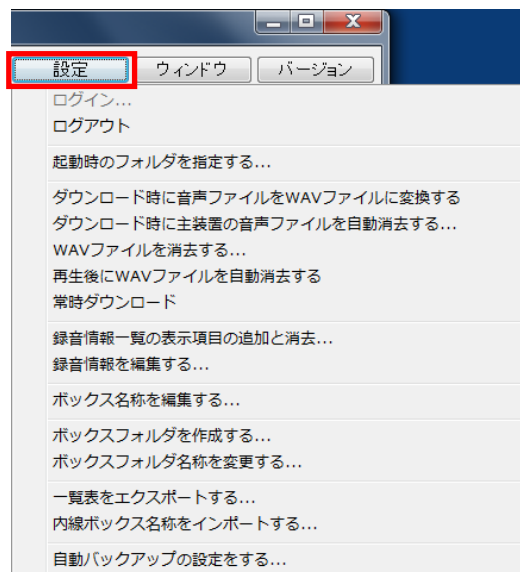 設定 ウィンドウ バージョン
ログイン...
ログアウト
起動時のフォルダを指定する...
ダウンロード時に音声ファイルをWAVファイルに変換する
ダウンロード時に主装置の音声ファイルを自動消去する...
WAVファイルを消去する...
再生後にWAVファイルを自動消去する
常時ダウンロード
録音情報一覧の表示項目の追加と消去...
録音情報を編集する...
ボックス名称を編集する...
ボックスフォルダを作成する...
ボックスフォルダ名称を変更する...
一覧表をエクスポートする...
内線ボックス名称をインポートする...
自動バックアップの設定をする...